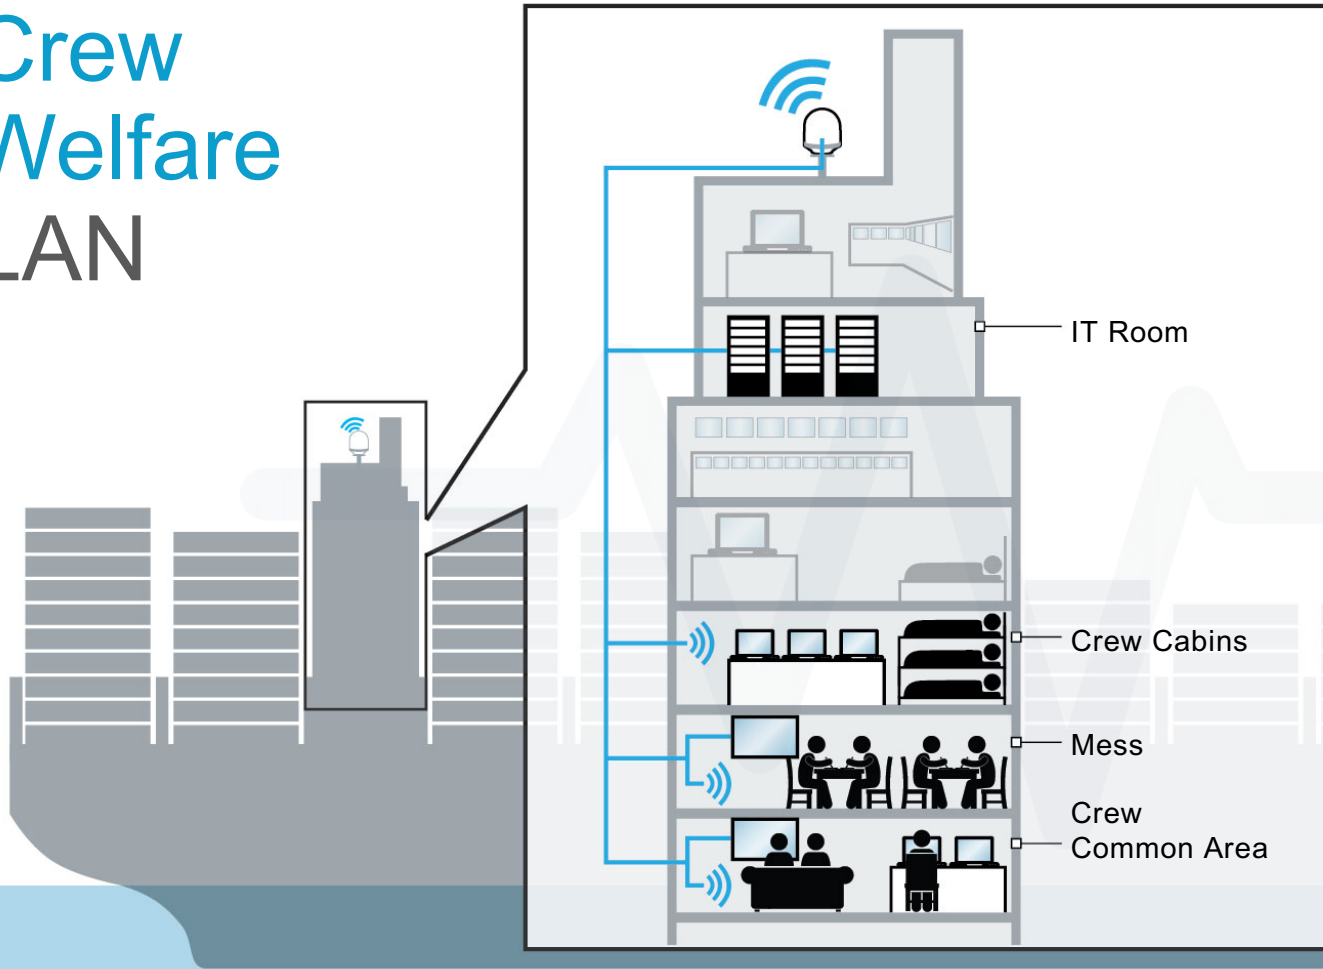 Crew
Welfare
LAN
IT Room
Crew Cabins
Mess
Crew
Common Area